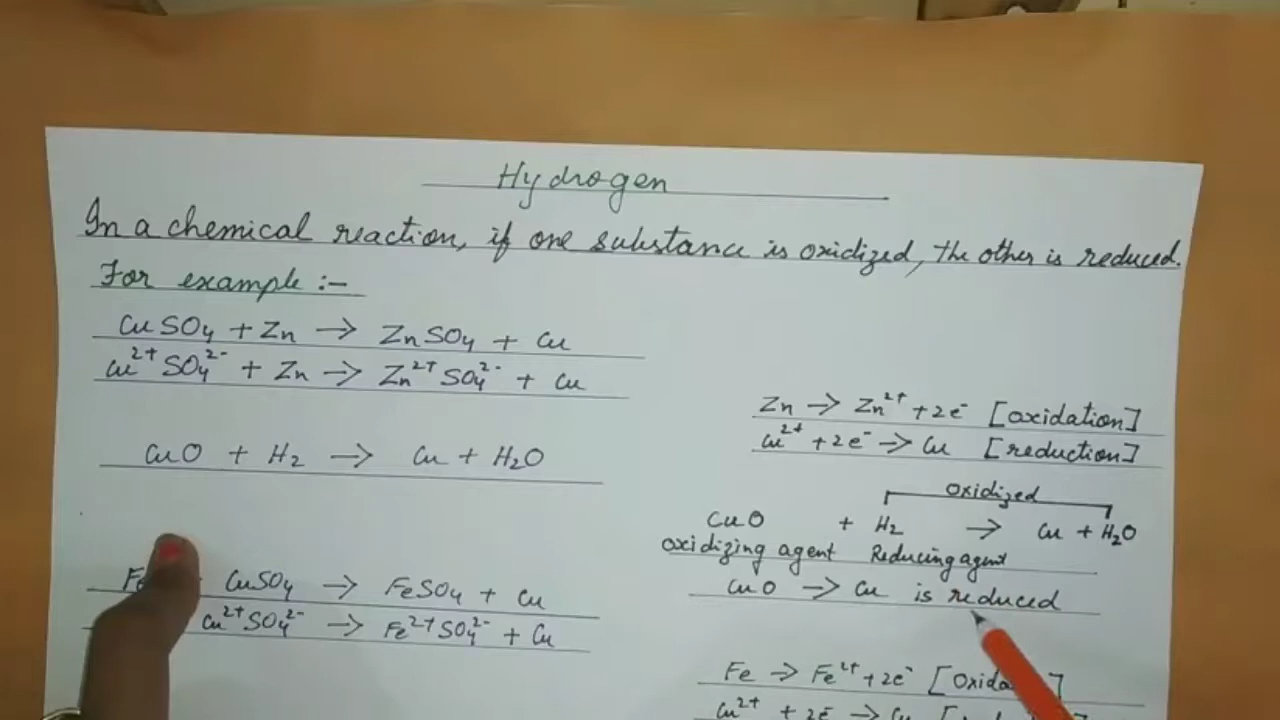 Hydrogen
In a chemical reaction, if one substance is oxidized, the other is reduced.
For example :-
CuSO₄ + Zn → ZnSO₄ + Cu
Cu²⁺SO₄²⁻ + Zn → Zn²⁺SO₄²⁻ + Cu
CuO + H₂ → Cu + H₂O
CuSO₄ → FeSO₄ + Cu
Cu²⁺SO₄²⁻ → Fe²⁺SO₄²⁻ + Cu
Zn → Zn²⁺ + 2e⁻ [oxidation]
Cu²⁺ + 2e⁻ → Cu [reduction]
Oxidized
CuO + H₂ → Cu + H₂O
oxidizing agent Reducing agent
CuO → Cu is reduced
Fe → Fe²⁺ + 2e⁻
Cu²⁺ + 2e⁻ → Cu